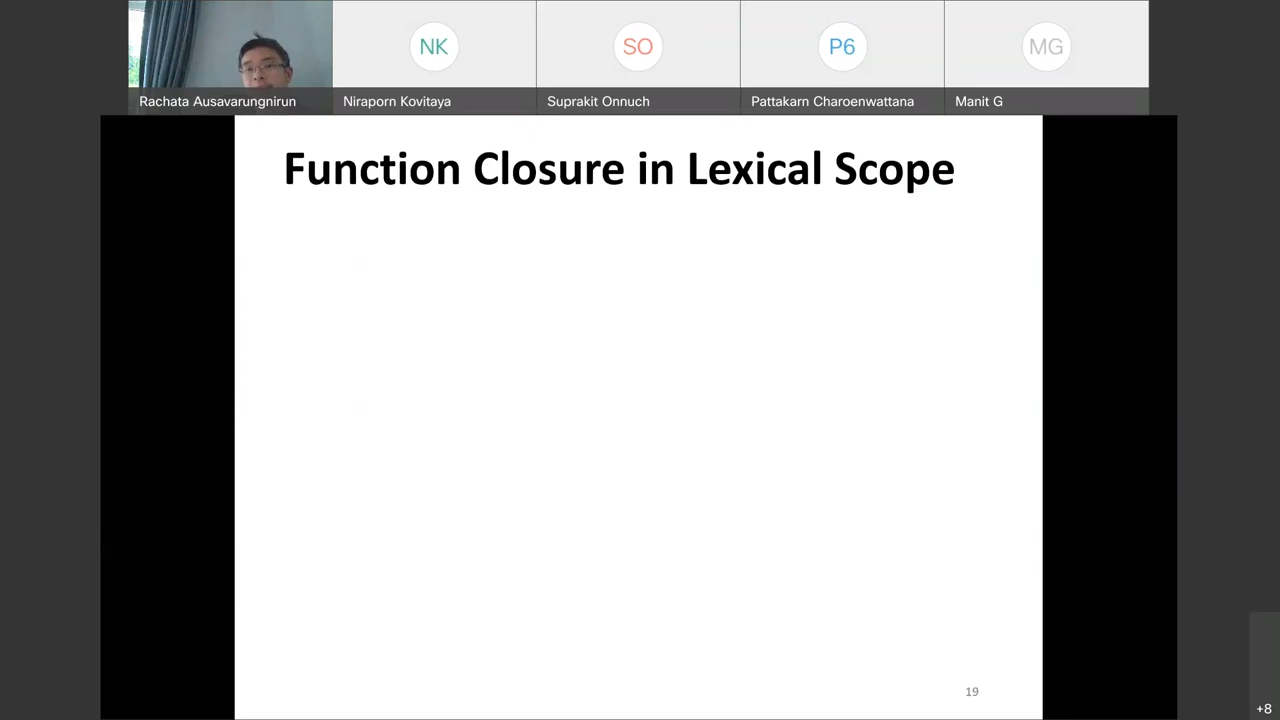 NK
SO
P6
MG
Rachata Ausavarungnirun
Niraporn Kovitaya
Suprakit Onnuch
Pattakarn Charoenwattana
Manit G
Function Closure in Lexical Scope
19
+8